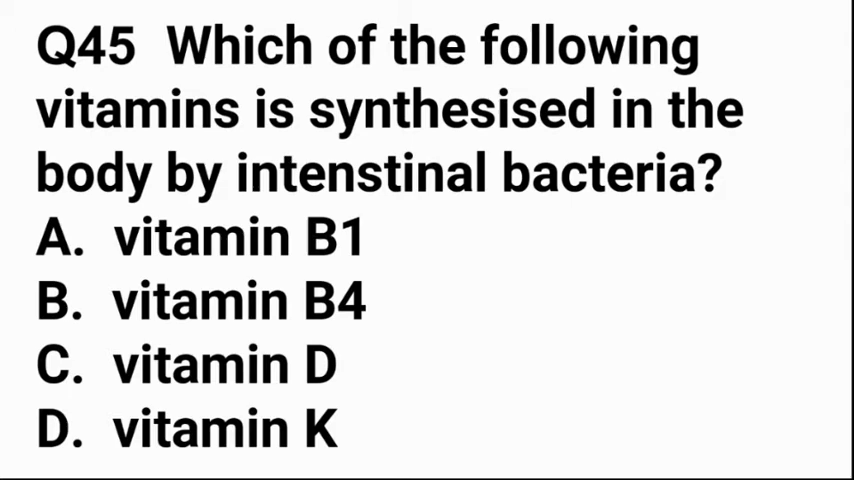 Q45 Which of the following
vitamins is synthesised in the
body by intenstinal bacteria?
A. vitamin B1
B. vitamin B4
C. vitamin D
D. vitamin K